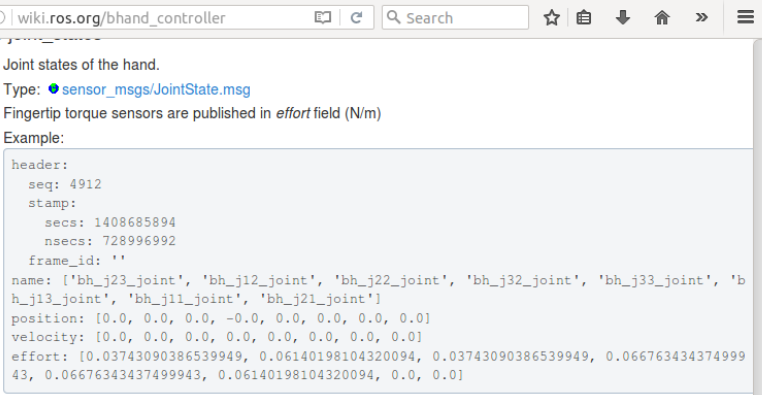 wiki.ros.org/bhand_controller
Search
Joint states of the hand.
Type: sensor_msgs/JointState.msg
Fingertip torque sensors are published in effort field (N/m)
Example:
header:
seq: 4912
stamp:
secs: 1408685894
nsecs: 728996992
frame_id: ''
name: ['bh_j23_joint', 'bh_j12_joint', 'bh_j22_joint', 'bh_j32_joint', 'bh_j33_joint', 'b
h_j13_joint', 'bh_j11_joint', 'bh_j21_joint']
position: [0.0, 0.0, 0.0, -0.0, 0.0, 0.0, 0.0, 0.0]
velocity: [0.0, 0.0, 0.0, 0.0, 0.0, 0.0, 0.0, 0.0]
effort: [0.03743090386539949, 0.06140198104320094, 0.03743090386539949, 0.066763434374999
43, 0.06676343437499943, 0.06140198104320094, 0.0, 0.0]